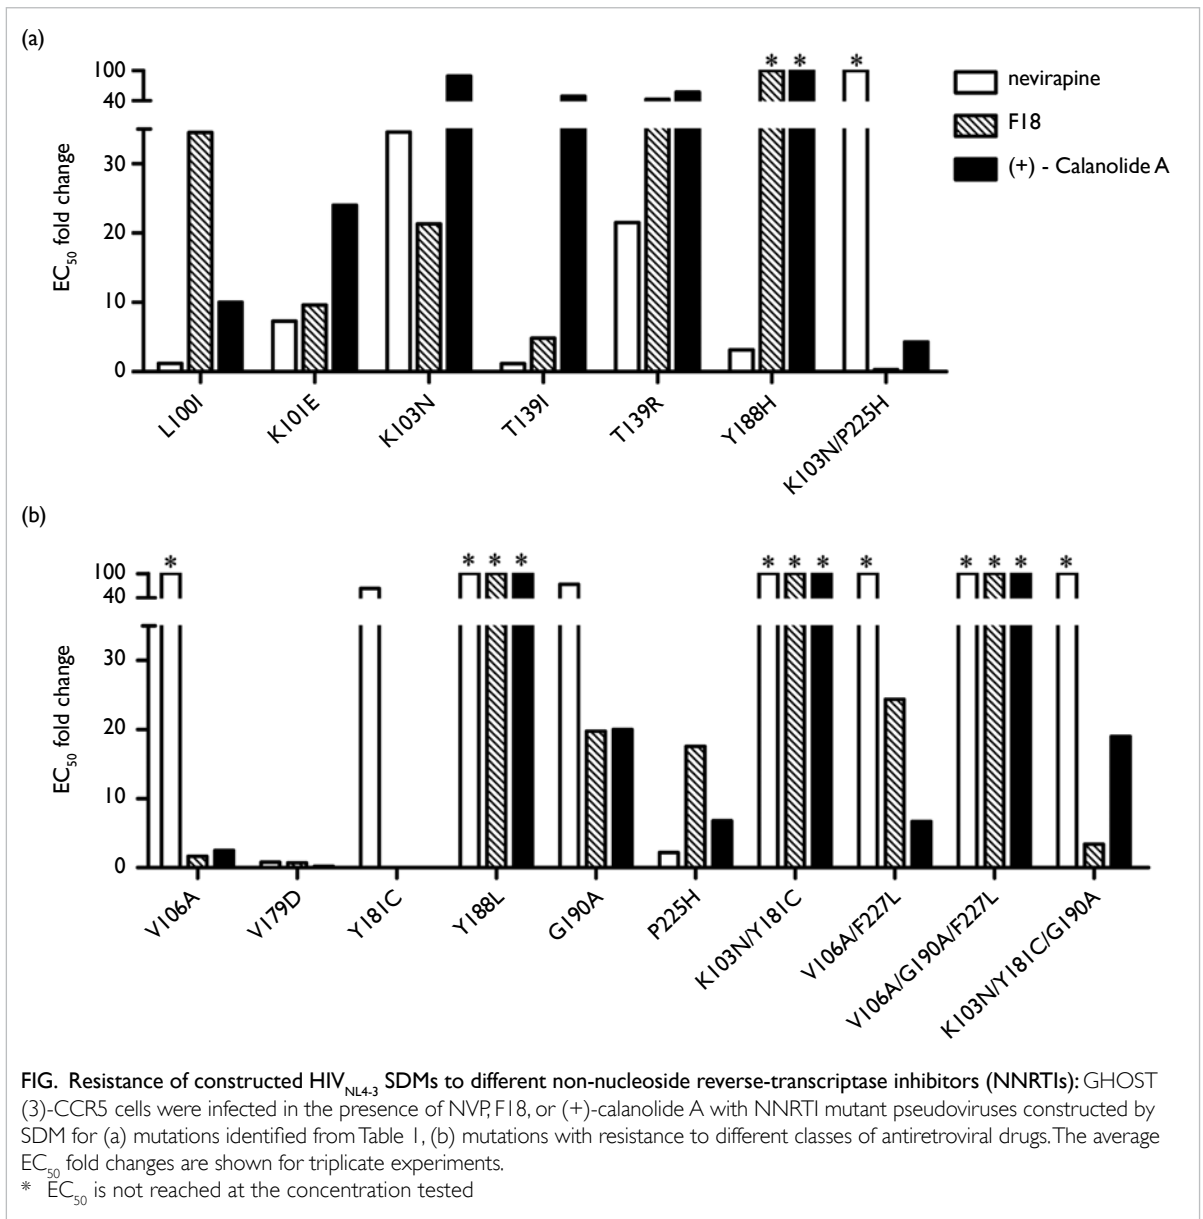 (a)
100
40
30
20
10
0
EC50 fold change
* * *
nevirapine
F18
(+) - Calanolide A
L100I
K101E
K103N
T139I
T139R
Y188H
K103N/P225H
(b)
100
40
30
20
10
0
EC50 fold change
* * * * * * * * * * * *
V106A
V179D
Y181C
Y188L
G190A
P225H
K103N/Y181C
V106A/F227L
V106A/G190A/F227L
K103N/Y181C/G190A
FIG. Resistance of constructed HIVNL4-3 SDMs to different non-nucleoside reverse-transcriptase inhibitors (NNRTIs): GHOST
(3)-CCR5 cells were infected in the presence of NVP, F18, or (+)-calanolide A with NNRTI mutant pseudoviruses constructed by
SDM for (a) mutations identified from Table 1, (b) mutations with resistance to different classes of antiretroviral drugs. The average
EC50 fold changes are shown for triplicate experiments.
* EC50 is not reached at the concentration tested